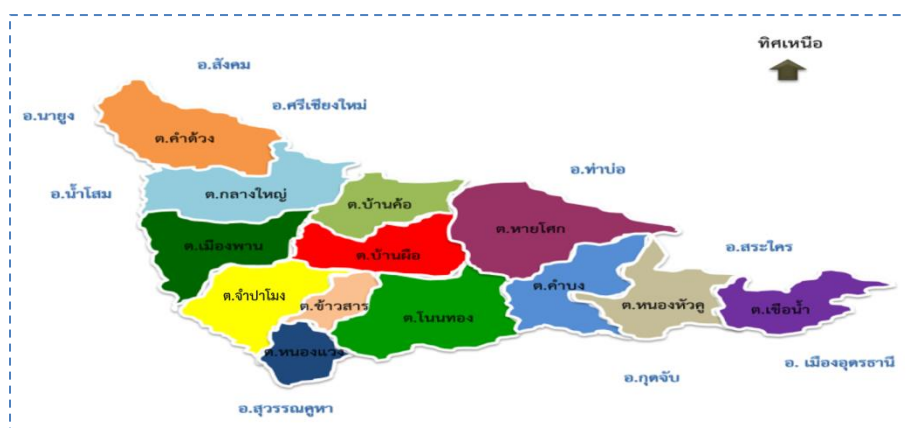 ทิศเหนือ
อ.สังคม
อ.ศรีเชียงใหม่
อ.นายูง
ต.คำด้วง
อ.ท่าบ่อ
อ.น้ำโสม
ต.กลางใหญ่
ต.บ้านค้อ
ต.หายโศก
ต.เมืองพาน
ต.บ้านผือ
อ.สระใคร
ต.คำบง
ต.จำปาโมง
ต.ข้าวสาร
ต.โนนทอง
ต.หนองหัวคู
ต.เขือน้ำ
ต.หนองแวง
อ. เมืองอุดรธานี
อ.กุดจับ
อ.สุวรรณคูหา